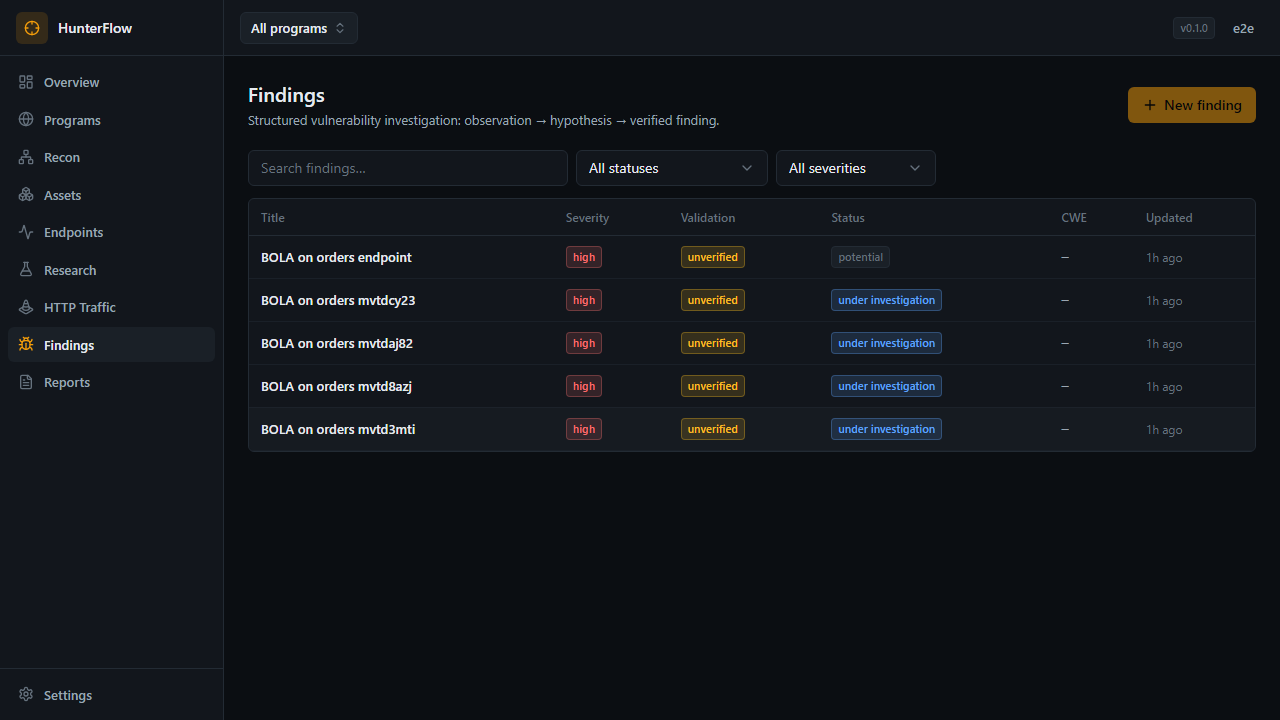 HunterFlow
All programs
v0.1.0
e2e
Overview
Programs
Recon
Assets
Endpoints
Research
HTTP Traffic
Findings
Reports
Settings
Findings
Structured vulnerability investigation: observation → hypothesis → verified finding.
+ New finding
Search findings...
All statuses
All severities
Title Severity Validation Status CWE Updated
BOLA on orders endpoint high unverified potential — 1h ago
BOLA on orders mvtdcy23 high unverified under investigation — 1h ago
BOLA on orders mvtdaj82 high unverified under investigation — 1h ago
BOLA on orders mvtd8azj high unverified under investigation — 1h ago
BOLA on orders mvtd3mti high unverified under investigation — 1h ago